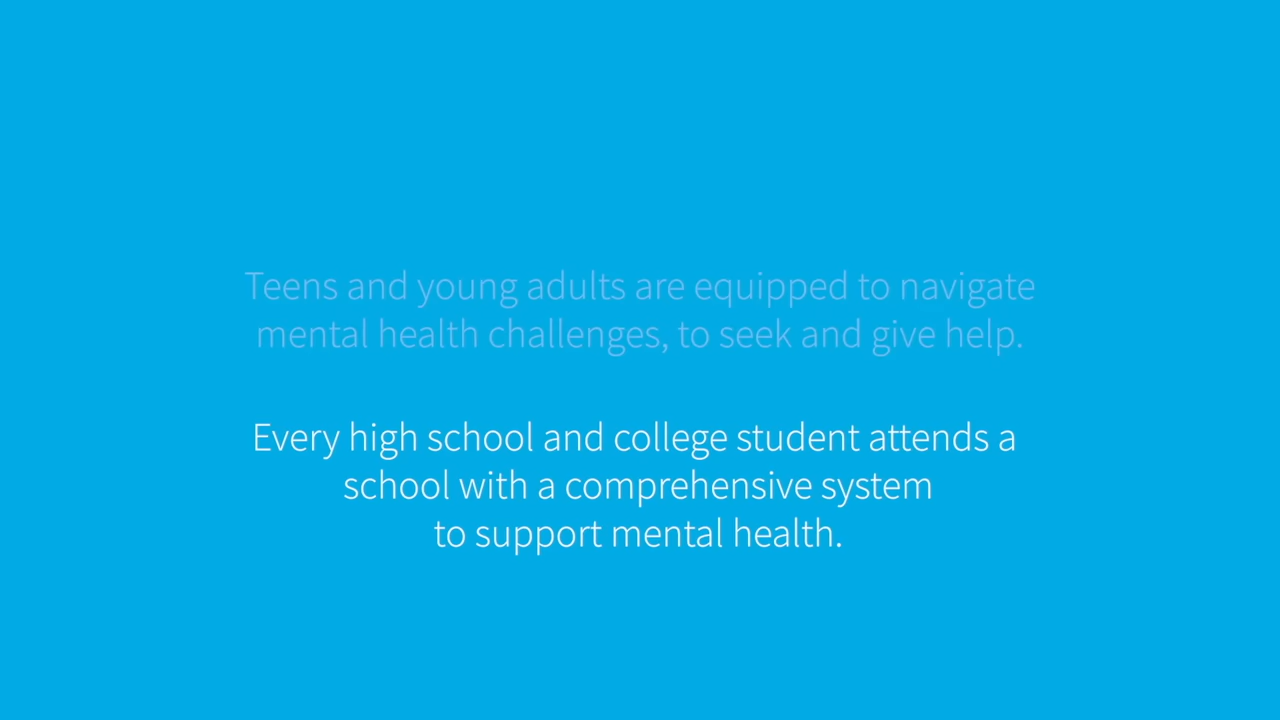 Teens and young adults are equipped to navigate
mental health challenges, to seek and give help.
Every high school and college student attends a
school with a comprehensive system
to support mental health.